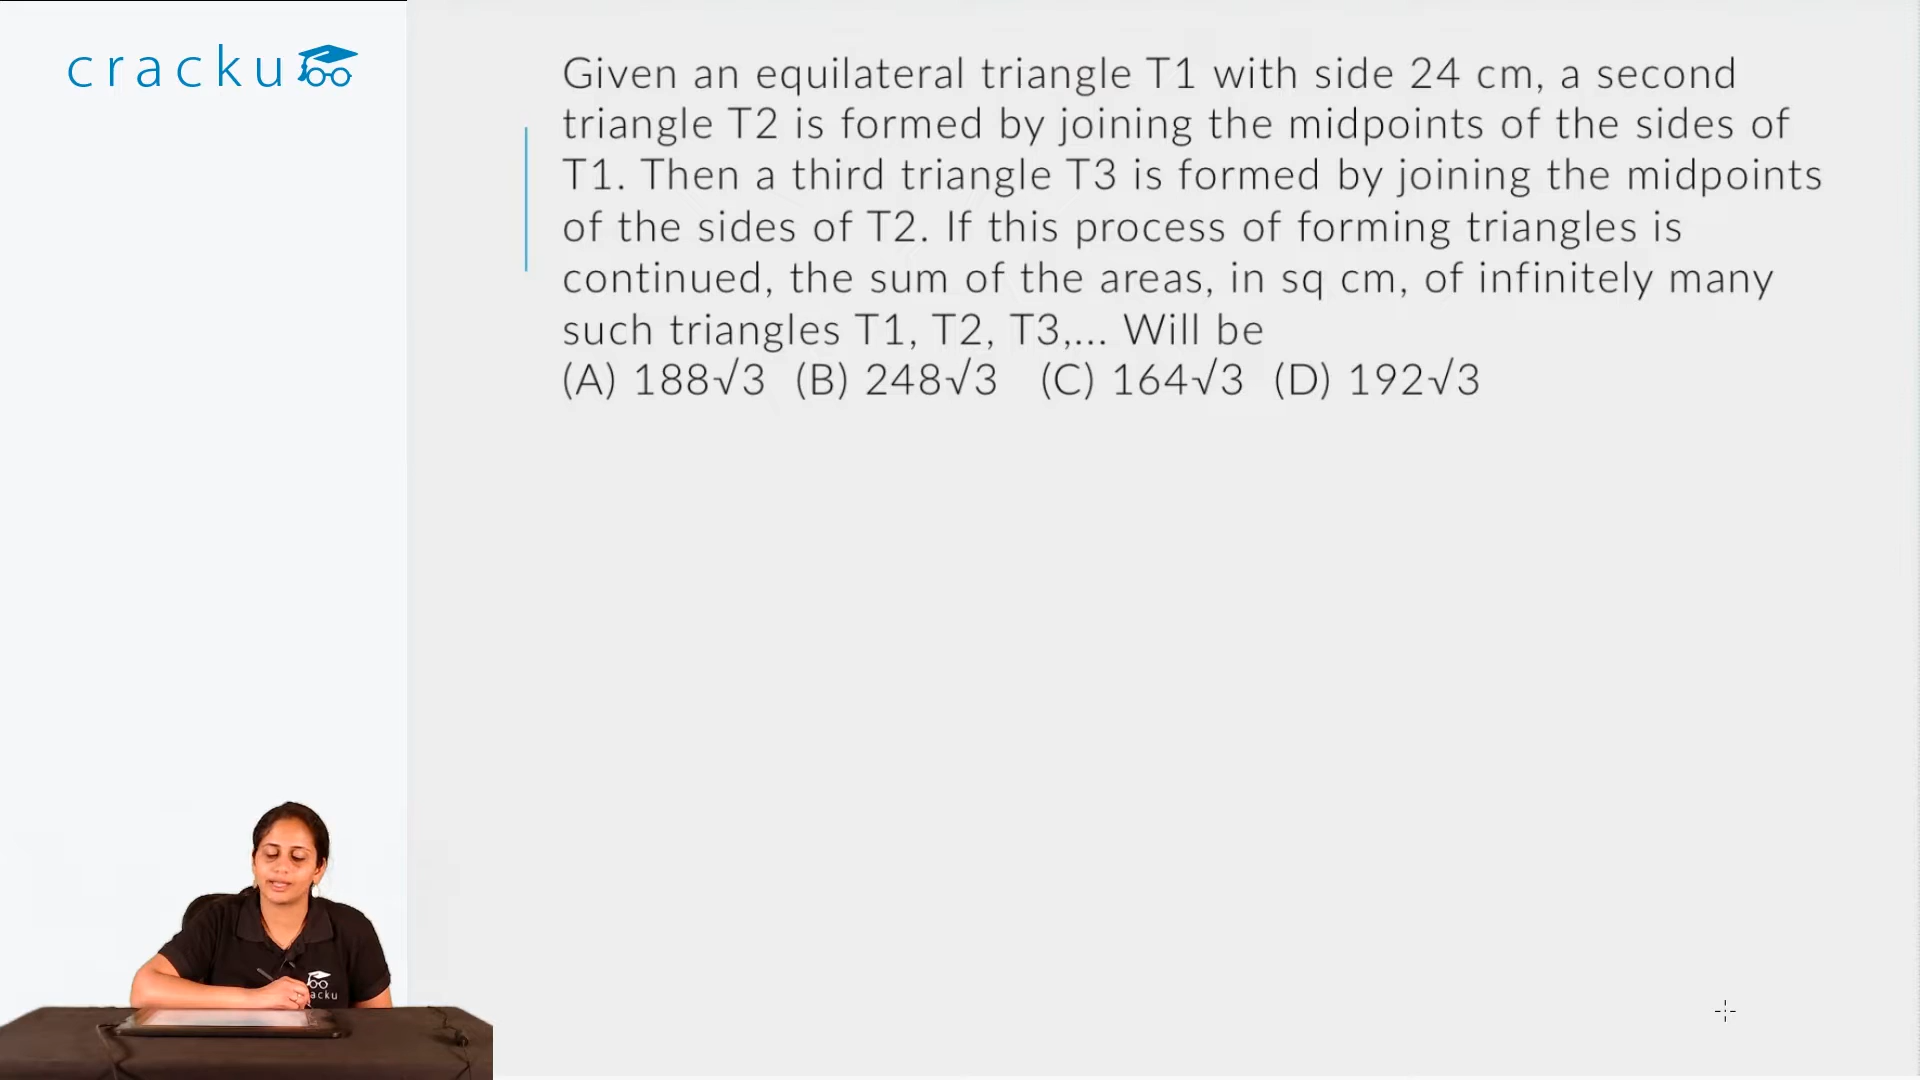 cracku
Given an equilateral triangle T1 with side 24 cm, a second
triangle T2 is formed by joining the midpoints of the sides of
T1. Then a third triangle T3 is formed by joining the midpoints
of the sides of T2. If this process of forming triangles is
continued, the sum of the areas, in sq cm, of infinitely many
such triangles T1, T2, T3,... Will be
(A) 188√3 (B) 248√3 (C) 164√3 (D) 192√3
acku